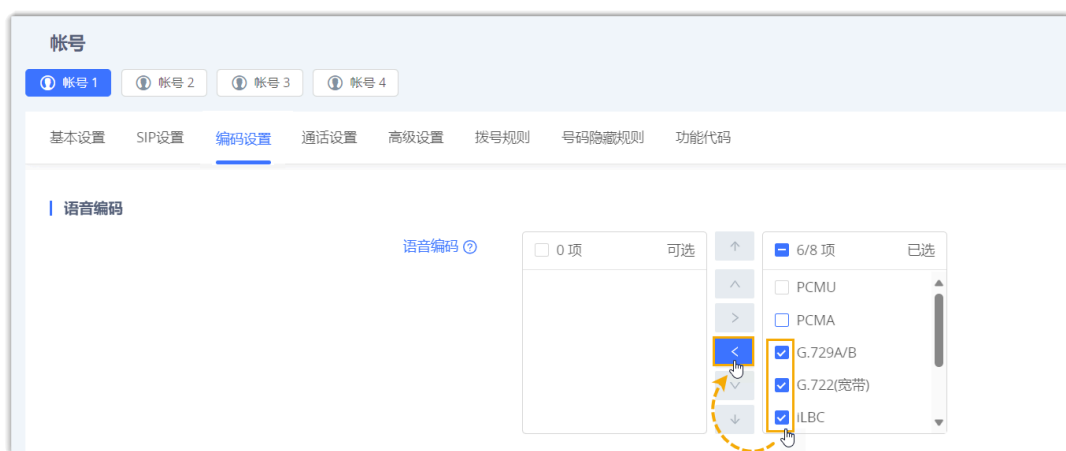 帐号
帐号 1 帐号 2 帐号 3 帐号 4
基本设置 SIP设置 编码设置 通话设置 高级设置 拨号规则 号码隐藏规则 功能代码
语音编码
语音编码 0 项 可选 6/8 项 已选
PCMU
PCMA
G.729A/B
G.722(宽带)
iLBC